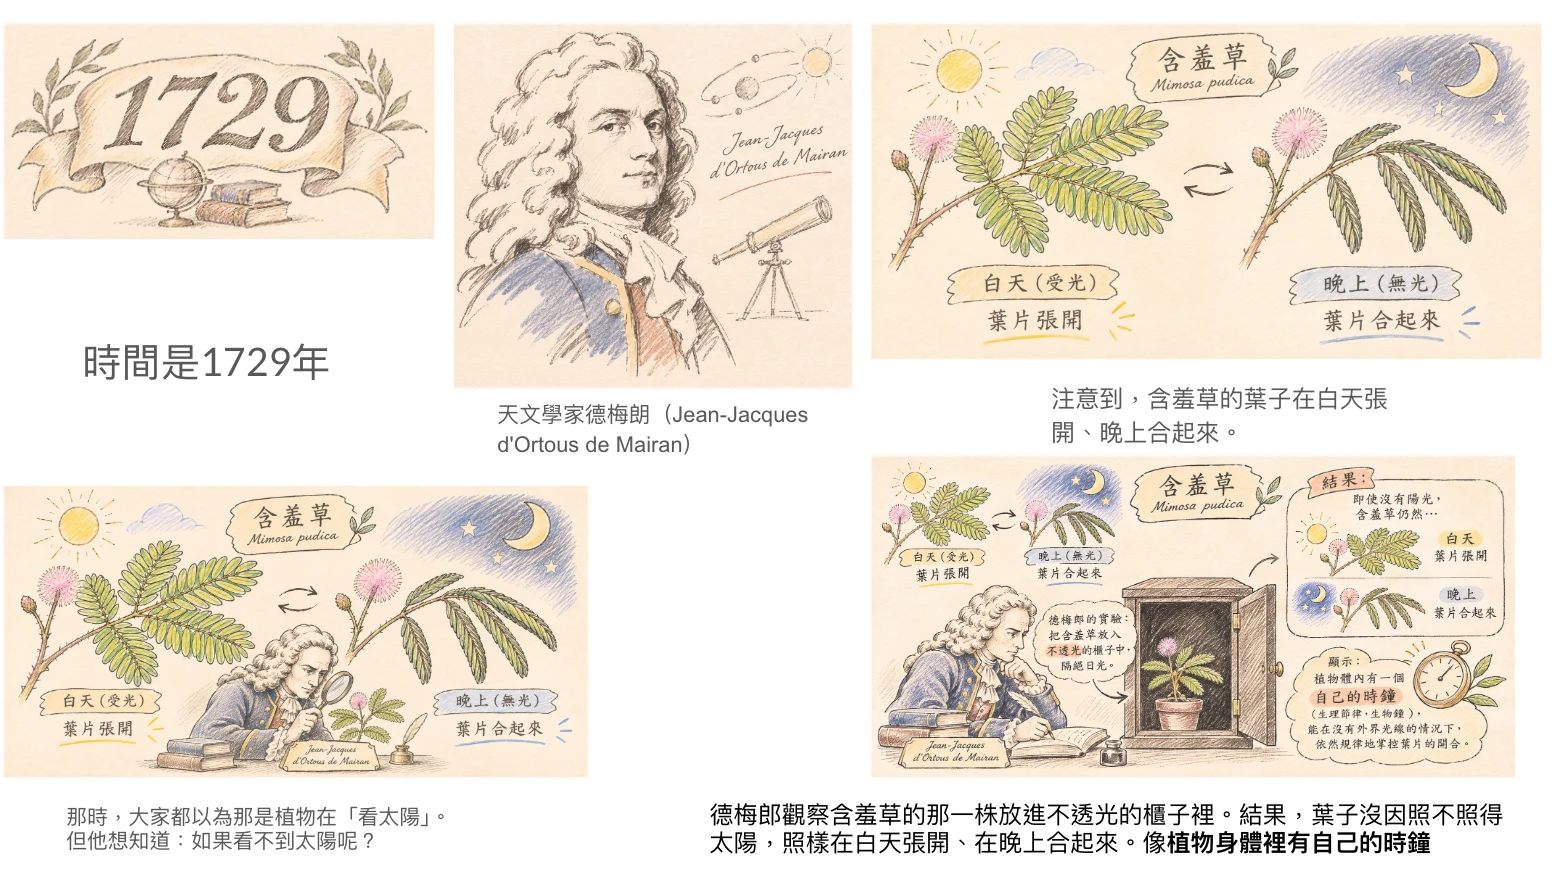 1729
時間是1729年
Jean-Jacques
d'Ortous de Mairan
天文學家德梅朗（Jean-Jacques
d'Ortous de Mairan）
含羞草
Mimosa pudica
白天（受光）
葉片張開
晚上（無光）
葉片合起來
注意到，含羞草的葉子在白天張
開、晚上合起來。
含羞草
Mimosa pudica
白天（受光）
葉片張開
晚上（無光）
葉片合起來
Jean-Jacques
d'Ortous de Mairan
那時，大家都以為那是植物在「看太陽」。
但他想知道：如果看不到太陽呢？
含羞草
Mimosa pudica
白天（受光）
葉片張開
晚上（無光）
葉片合起來
德梅郎的實驗：
把含羞草放入
不透光的櫃子中，
隔絕日光。
Jean-Jacques
d'Ortous de Mairan
結果：
即使沒有陽光，
含羞草仍然…
白天
葉片張開
晚上
葉片合起來
顯示：
植物體內有一個
自己的時鐘
（生理節律，生物鐘），
能在沒有外界光線的情況下，
依然規律地掌控葉片的開合。
德梅郎觀察含羞草的那一株放進不透光的櫃子裡。結果，葉子沒因照不照得
太陽，照樣在白天張開、在晚上合起來。像植物身體裡有自己的時鐘